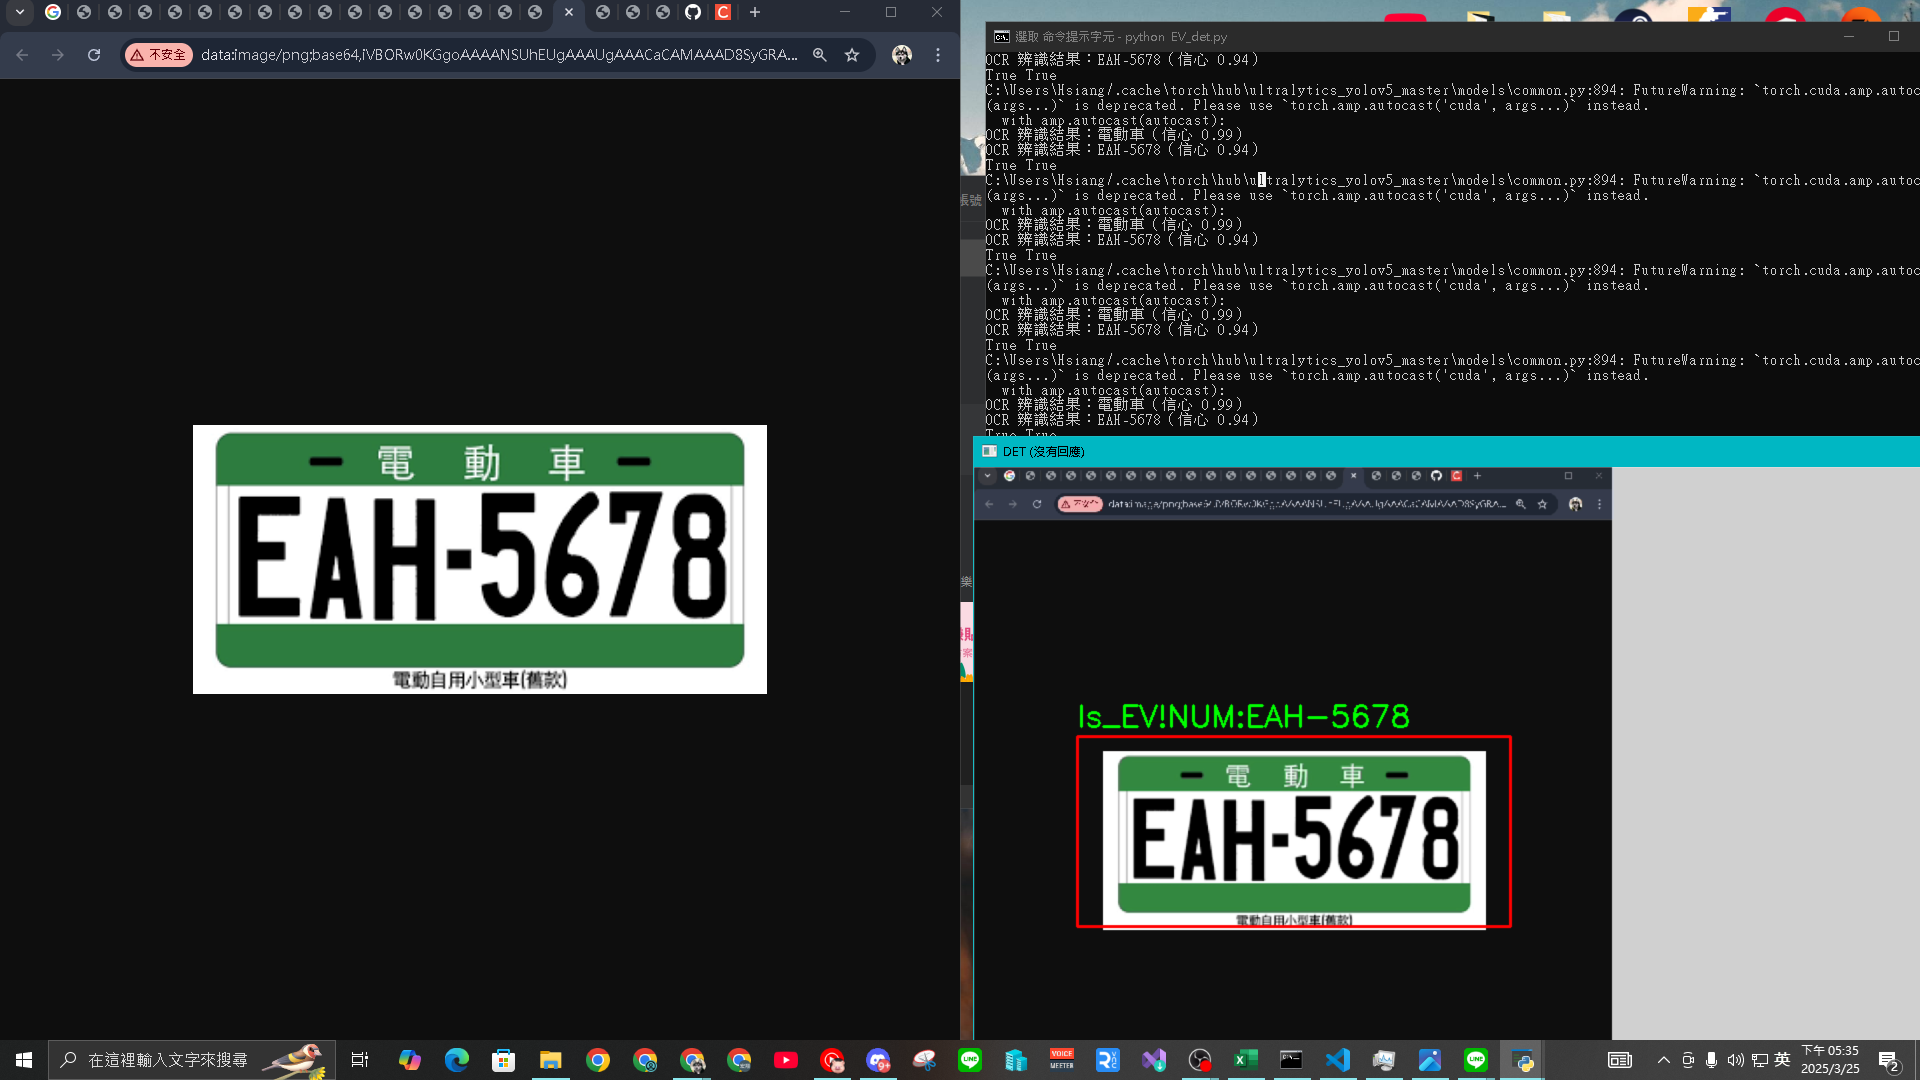 不安全
data:image/png;base64,iVBORw0KGgoAAAANSUhEUgAAAUgAAACaCAMAAAD8SyGRA...
電 動 車
EAH-5678
電動自用小型車(舊款)
選取 命令提示字元 - python EV_det.py
OCR 辨識結果：EAH-5678（信心 0.94）
True True
C:\Users\Hsiang/.cache\torch\hub\ultralytics_yolov5_master\models\common.py:894: FutureWarning: `torch.cuda.amp.autoc
(args...)` is deprecated. Please use `torch.amp.autocast('cuda', args...)` instead.
with amp.autocast(autocast):
OCR 辨識結果：電動車（信心 0.99）
OCR 辨識結果：EAH-5678（信心 0.94）
True True
C:\Users\Hsiang/.cache\torch\hub\ultralytics_yolov5_master\models\common.py:894: FutureWarning: `torch.cuda.amp.autoc
(args...)` is deprecated. Please use `torch.amp.autocast('cuda', args...)` instead.
with amp.autocast(autocast):
OCR 辨識結果：電動車（信心 0.99）
OCR 辨識結果：EAH-5678（信心 0.94）
True True
C:\Users\Hsiang/.cache\torch\hub\ultralytics_yolov5_master\models\common.py:894: FutureWarning: `torch.cuda.amp.autoc
(args...)` is deprecated. Please use `torch.amp.autocast('cuda', args...)` instead.
with amp.autocast(autocast):
OCR 辨識結果：電動車（信心 0.99）
OCR 辨識結果：EAH-5678（信心 0.94）
True True
C:\Users\Hsiang/.cache\torch\hub\ultralytics_yolov5_master\models\common.py:894: FutureWarning: `torch.cuda.amp.autoc
(args...)` is deprecated. Please use `torch.amp.autocast('cuda', args...)` instead.
with amp.autocast(autocast):
OCR 辨識結果：電動車（信心 0.99）
OCR 辨識結果：EAH-5678（信心 0.94）
True True
帳號
DET (沒有回應)
不安全
Is_EV!NUM:EAH-5678
電 動 車
EAH-5678
電動自用小型車(舊款)
在這裡輸入文字來搜尋
VOICE
MEETER
英
下午 05:35
2025/3/25
2